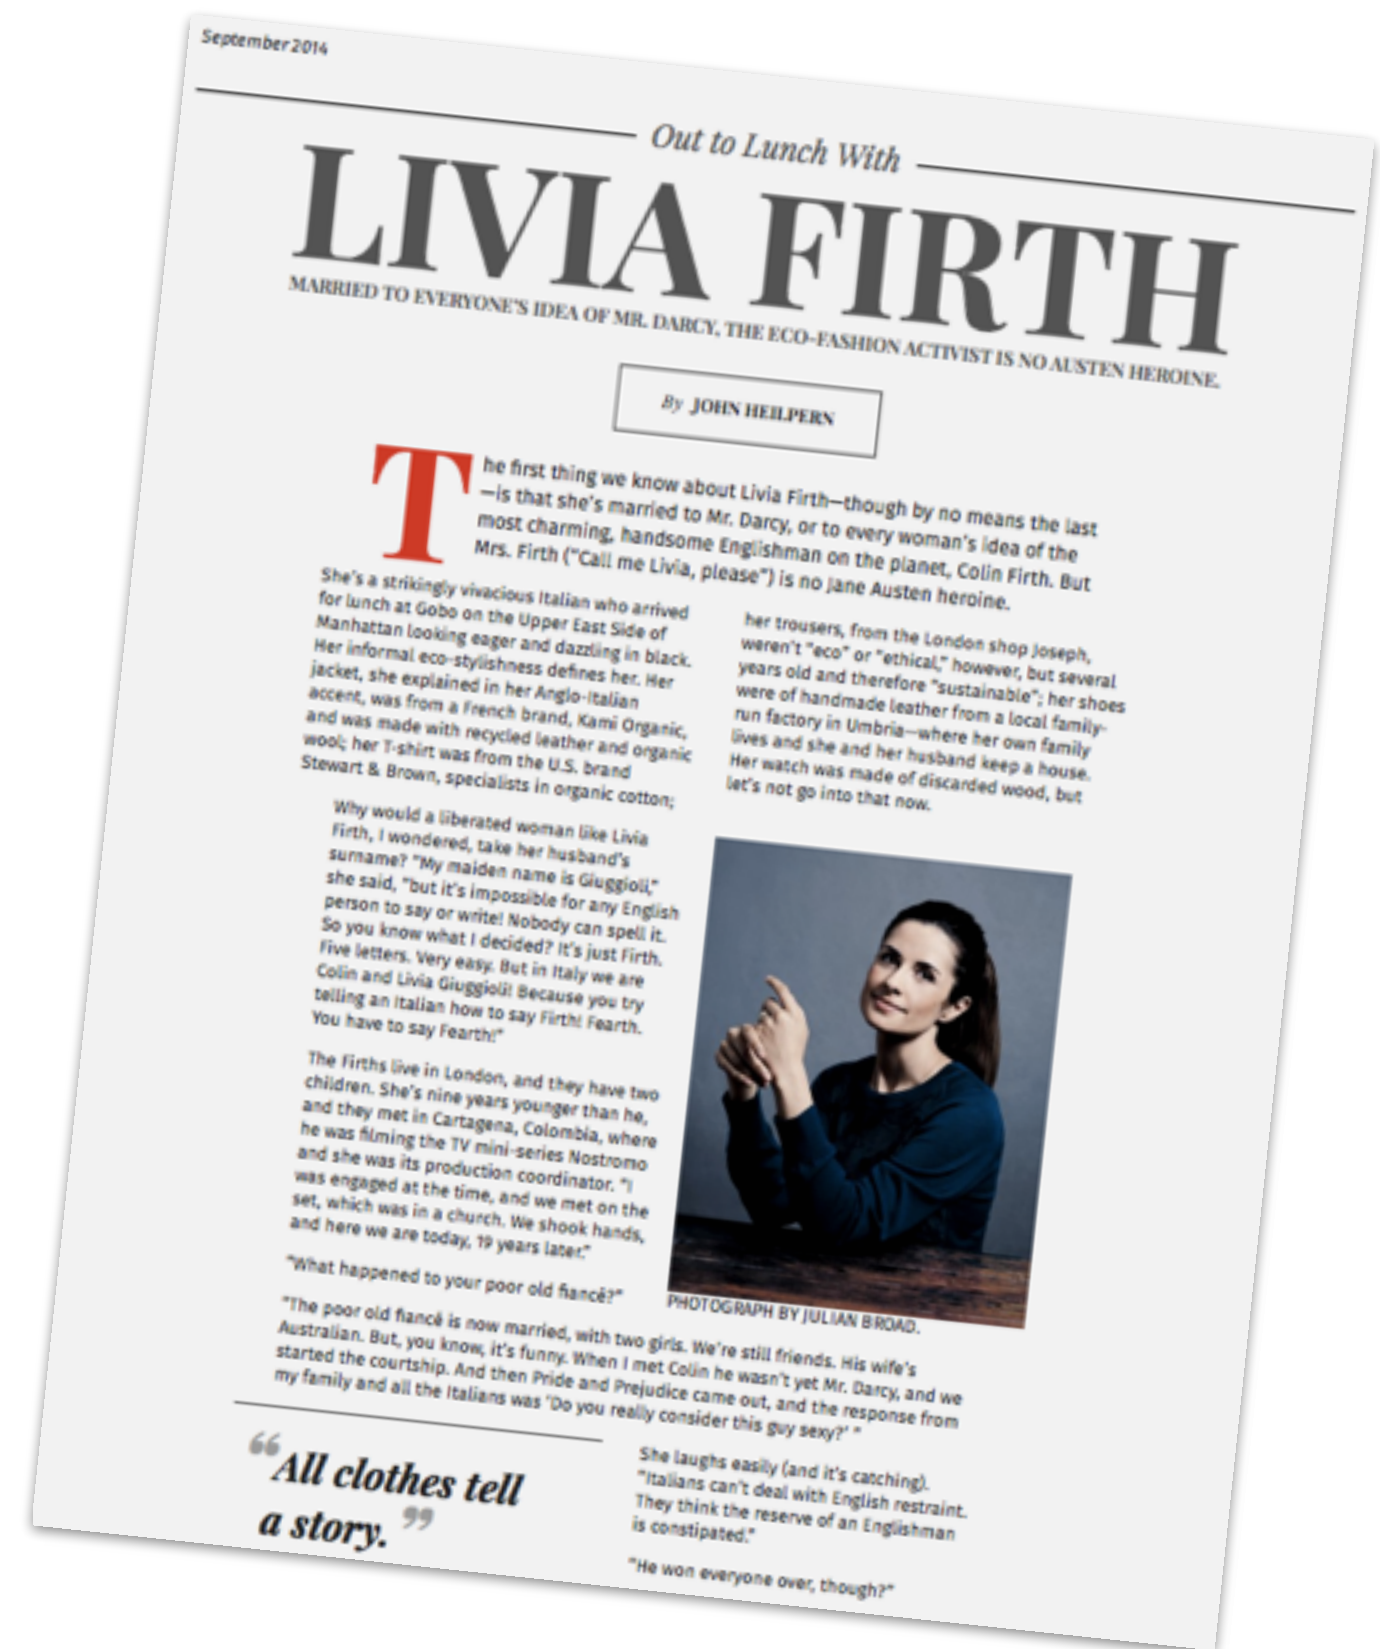 September 2014
Out to Lunch With
LIVIA FIRTH
MARRIED TO EVERYONE'S IDEA OF MR. DARCY, THE ECO-FASHION ACTIVIST IS NO AUSTEN HEROINE.
By JOHN HEILPERN
The first thing we know about Livia Firth—though by no means the last
—is that she's married to Mr. Darcy, or to every woman's idea of the
most charming, handsome Englishman on the planet, Colin Firth. But
Mrs. Firth ("Call me Livia, please") is no Jane Austen heroine.
She's a strikingly vivacious Italian who arrived
for lunch at Gobo on the Upper East Side of
Manhattan looking eager and dazzling in black.
Her informal eco-stylishness defines her. Her
jacket, she explained in her Anglo-Italian
accent, was from a French brand, Kami Organic,
and was made with recycled leather and organic
wool; her T-shirt was from the U.S. brand
Stewart & Brown, specialists in organic cotton;
her trousers, from the London shop Joseph,
weren't "eco" or "ethical," however, but several
years old and therefore "sustainable"; her shoes
were of handmade leather from a local family-
run factory in Umbria—where her own family
lives and she and her husband keep a house.
Her watch was made of discarded wood, but
let's not go into that now.
Why would a liberated woman like Livia
Firth, I wondered, take her husband's
surname? "My maiden name is Giuggioli,"
she said, "but it's impossible for any English
person to say or write! Nobody can spell it.
So you know what I decided? It's just Firth.
Five letters. Very easy. But in Italy we are
Colin and Livia Giuggioli! Because you try
telling an Italian how to say Firth! Fearth.
You have to say Fearth!"
The Firths live in London, and they have two
children. She's nine years younger than he,
and they met in Cartagena, Colombia, where
he was filming the TV mini-series Nostromo
and she was its production coordinator. "I
was engaged at the time, and we met on the
set, which was in a church. We shook hands,
and here we are today, 19 years later."
"What happened to your poor old fiancé?"
PHOTOGRAPH BY JULIAN BROAD.
"The poor old fiancé is now married, with two girls. We're still friends. His wife's
Australian. But, you know, it's funny. When I met Colin he wasn't yet Mr. Darcy, and we
started the courtship. And then Pride and Prejudice came out, and the response from
my family and all the Italians was 'Do you really consider this guy sexy?' "
“All clothes tell
a story.”
She laughs easily (and it's catching).
"Italians can't deal with English restraint.
They think the reserve of an Englishman
is constipated."
"He won everyone over, though?"